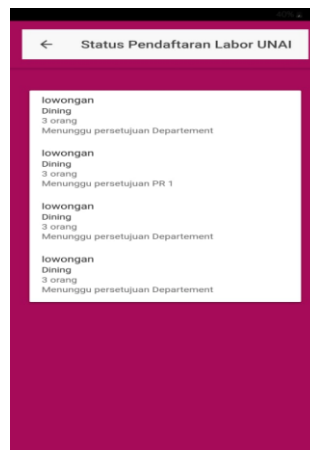 40%
Status Pendaftaran Labor UNAI
lowongan
Dining
3 orang
Menunggu persetujuan Departement
lowongan
Dining
3 orang
Menunggu persetujuan PR 1
lowongan
Dining
3 orang
Menunggu persetujuan Departement
lowongan
Dining
3 orang
Menunggu persetujuan Departement